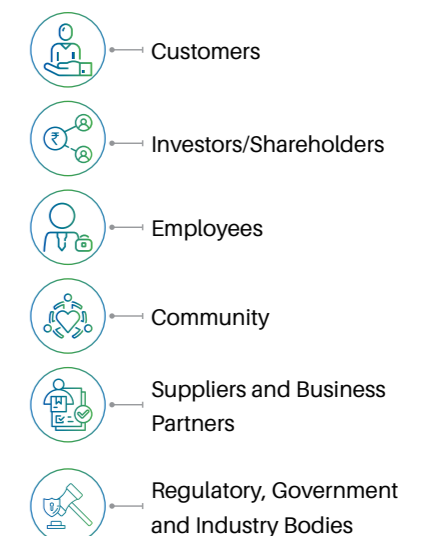 Customers
₹
Investors/Shareholders
Employees
Community
Suppliers and Business
Partners
Regulatory, Government
and Industry Bodies